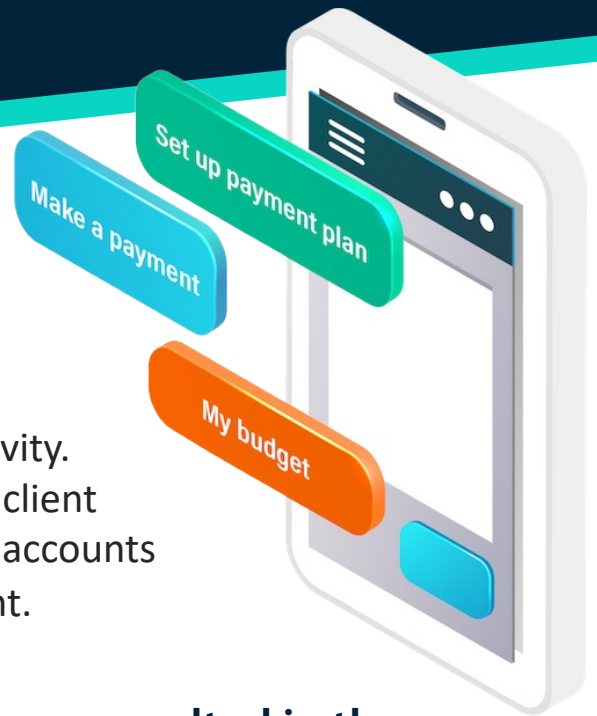 Set up payment plan
Make a payment
My budget
vity.
client
accounts
nt.